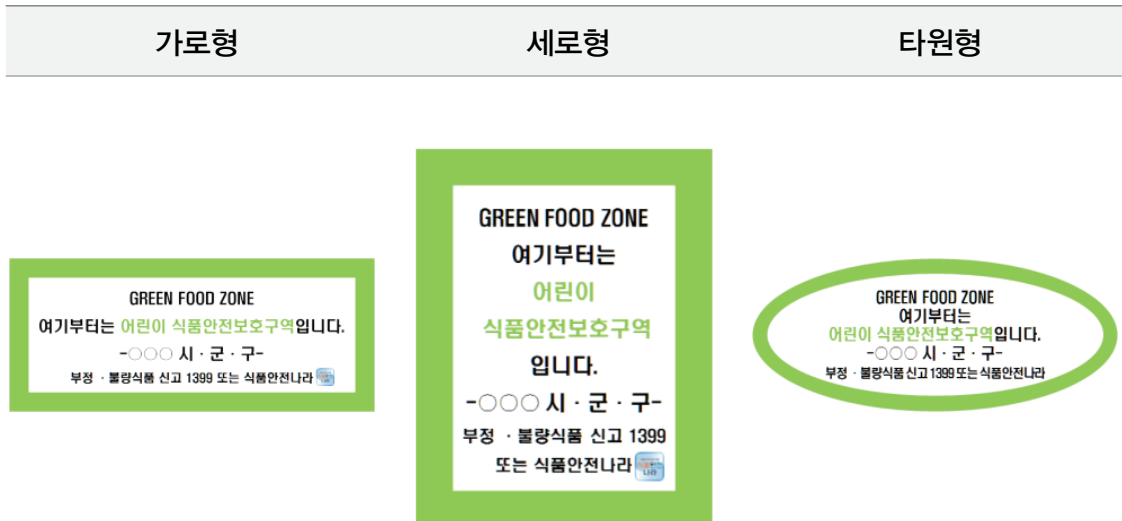 가로형
세로형
타원형
GREEN FOOD ZONE
여기부터는 어린이 식품안전보호구역입니다.
-○○○ 시 · 군 · 구-
부정 · 불량식품 신고 1399 또는 식품안전나라
GREEN FOOD ZONE
여기부터는
어린이
식품안전보호구역
입니다.
-○○○ 시 · 군 · 구-
부정 · 불량식품 신고 1399
또는 식품안전나라
나라
GREEN FOOD ZONE
여기부터는
어린이 식품안전보호구역입니다.
-○○○ 시 · 군 · 구-
부정 · 불량식품 신고 1399 또는 식품안전나라